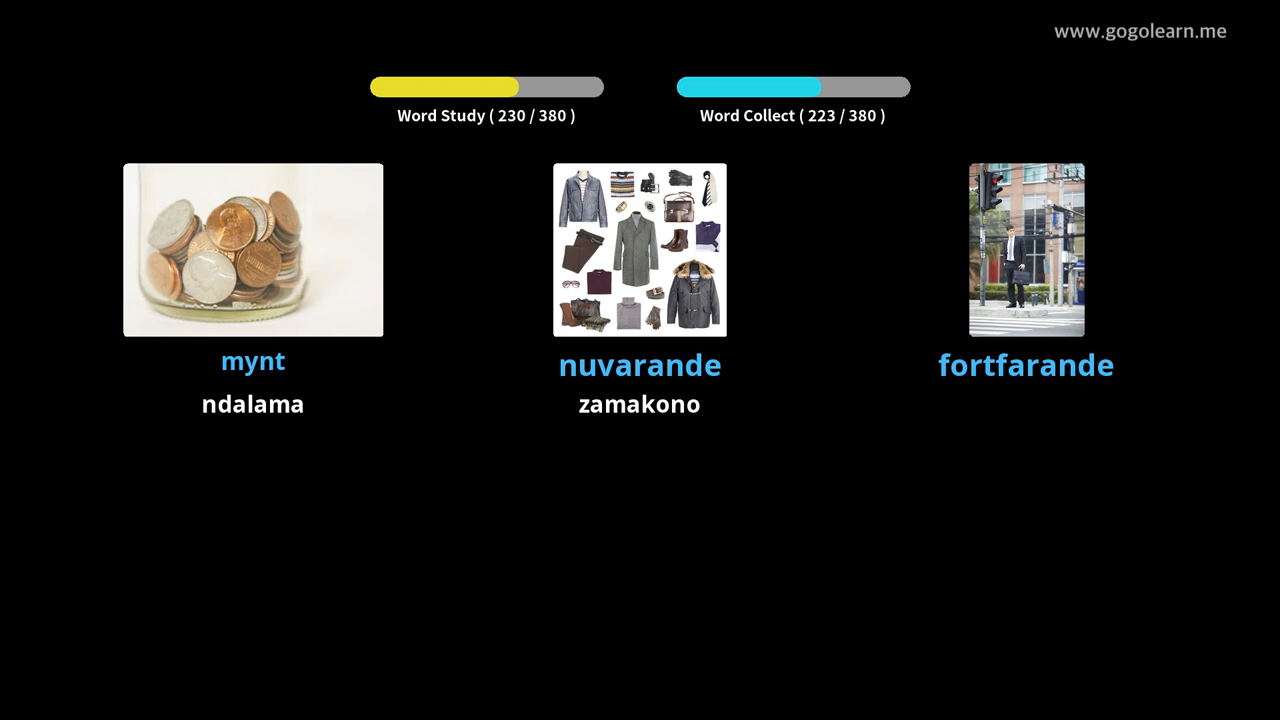 www.gogolearn.me
Word Study ( 230 / 380 )
Word Collect ( 223 / 380 )
mynt
nuvarande
fortfarande
ndalama
zamakono